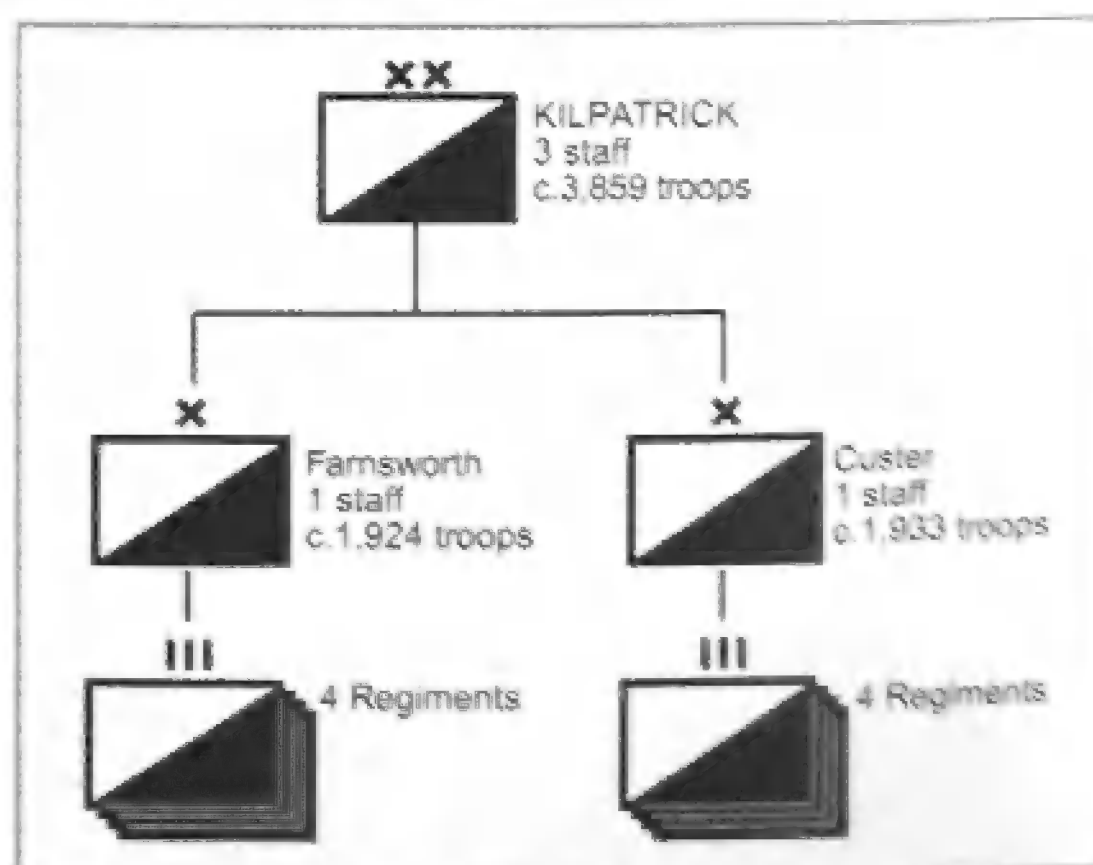 XX
KILPATRICK
3 staff
c.3,859 troops
X
Farnsworth
1 staff
c.1,924 troops
X
Custer
1 staff
c.1,933 troops
III
4 Regiments
III
4 Regiments